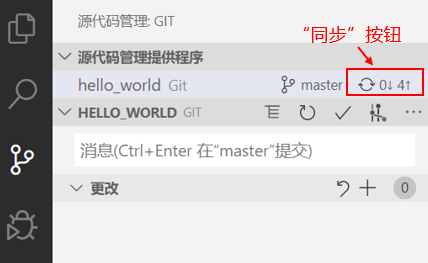 “同步”按钮
源代码管理: GIT
源代码管理提供程序
hello_world Git master 0↓ 4↑
HELLO_WORLD GIT
消息(Ctrl+Enter 在“master”提交)
更改 0